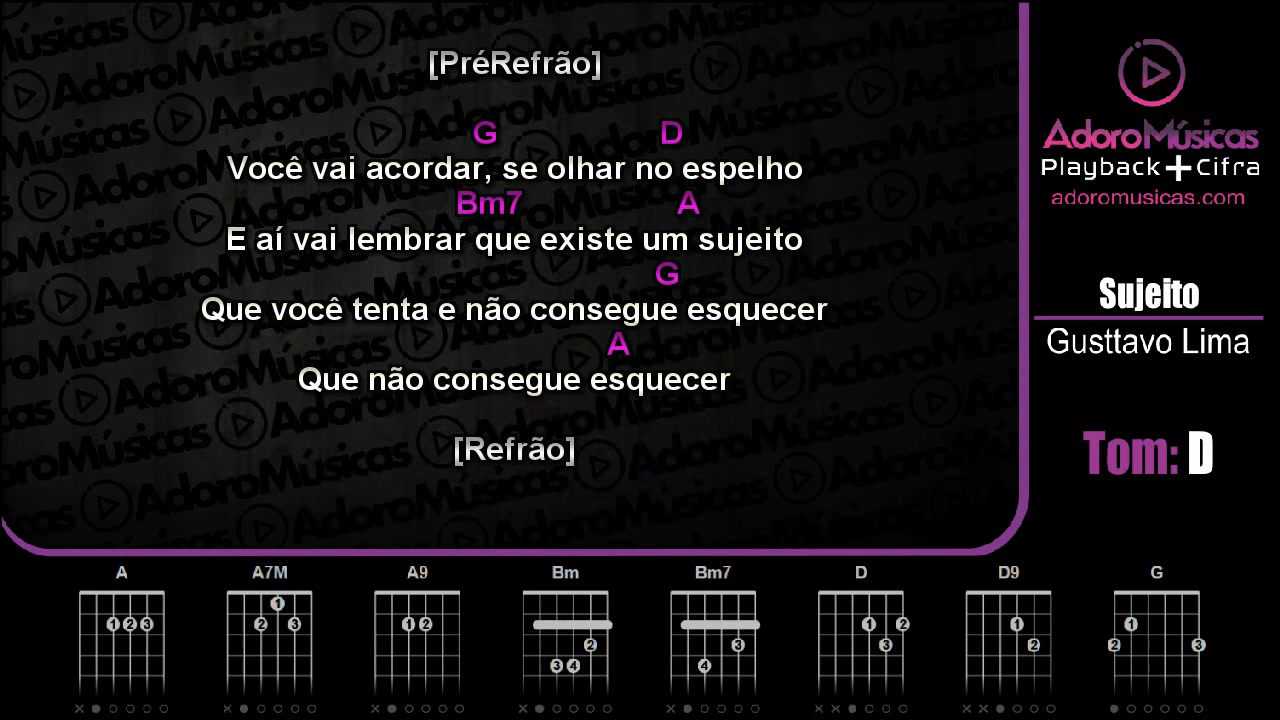 [PréRefrão]
G D
Você vai acordar, se olhar no espelho
Bm7 A
E aí vai lembrar que existe um sujeito
G
Que você tenta e não consegue esquecer
A
Que não consegue esquecer
[Refrão]
AdoroMúsicas
Playback+Cifra
adoromusicas.com
Sujeito
Gusttavo Lima
Tom: D
A A7M A9 Bm Bm7 D D9 G